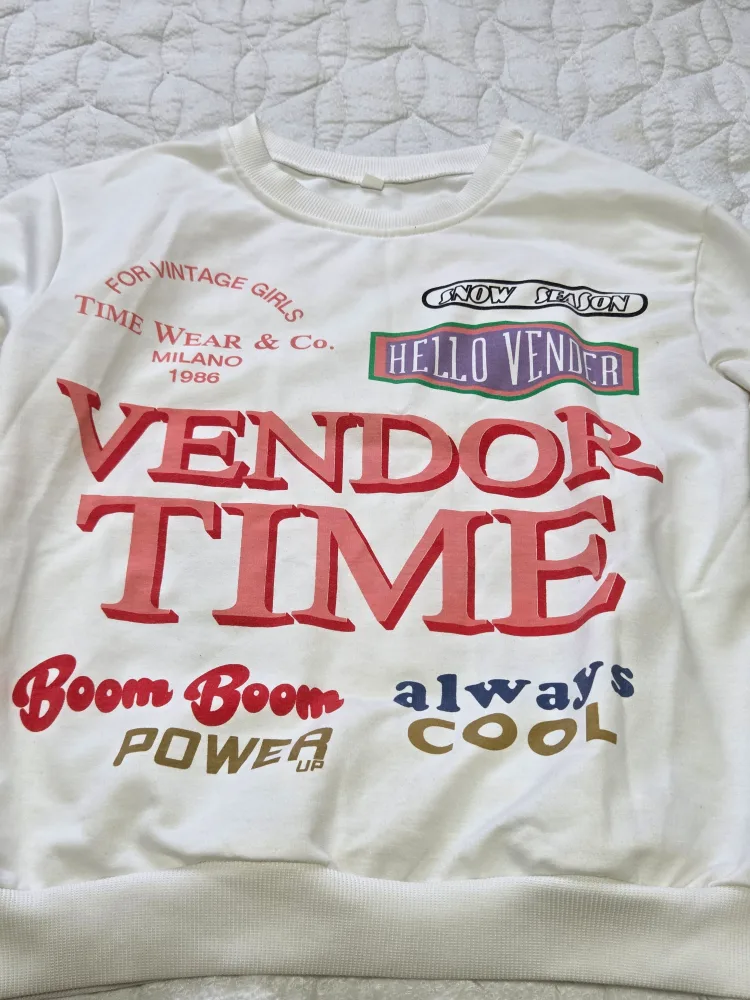 FOR VINTAGE GIRLS
TIME WEAR & CO.
MILANO
1986
SNOW SEASON
HELLO VENDER
VENDOR
TIME
Boom Boom
POWER UP
always
COOL